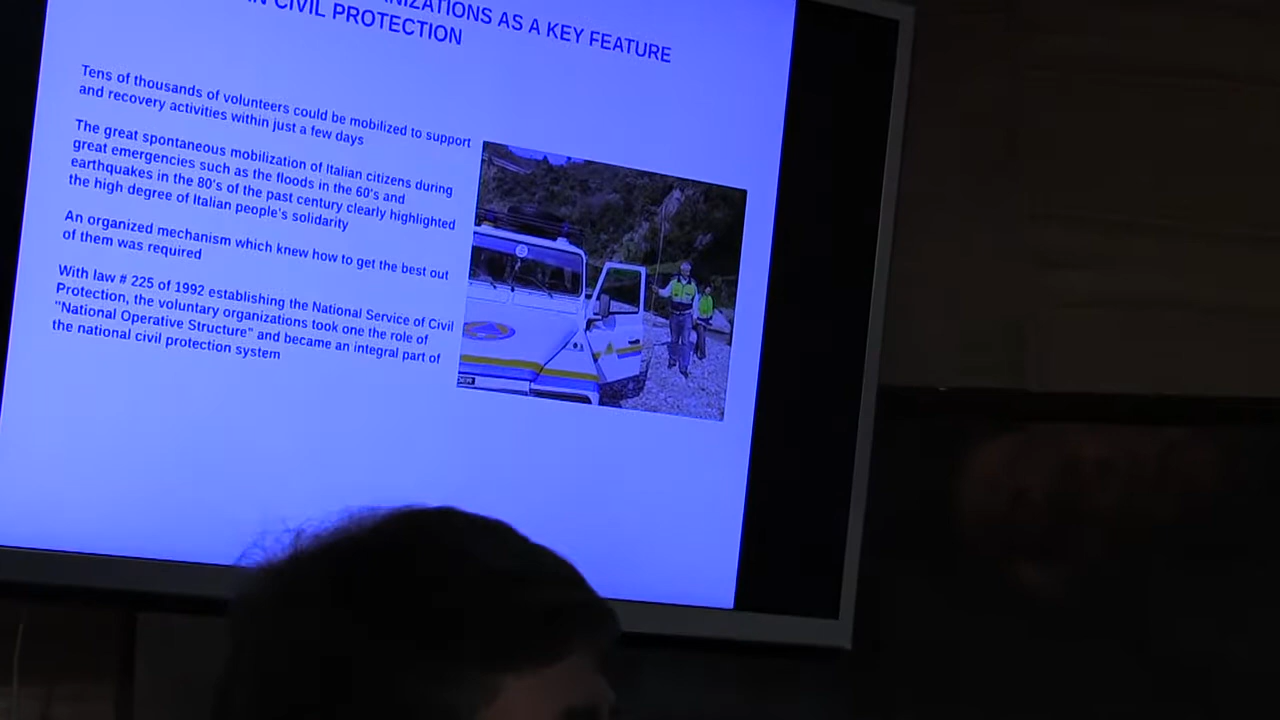 AS A KEY FEATURE
CIVIL PROTECTION
Tens of thousands of volunteers could be mobilized to support
and recovery activities within just a few days
The great spontaneous mobilization of Italian citizens during
great emergencies such as the floods in the 60's and
earthquakes in the 80's of the past century clearly highlighted
the high degree of Italian people's solidarity
An organized mechanism which knew how to get the best out
of them was required
With law # 225 of 1992 establishing the National Service of Civil
Protection, the voluntary organizations took one the role of
"National Operative Structure" and became an integral part of
the national civil protection system